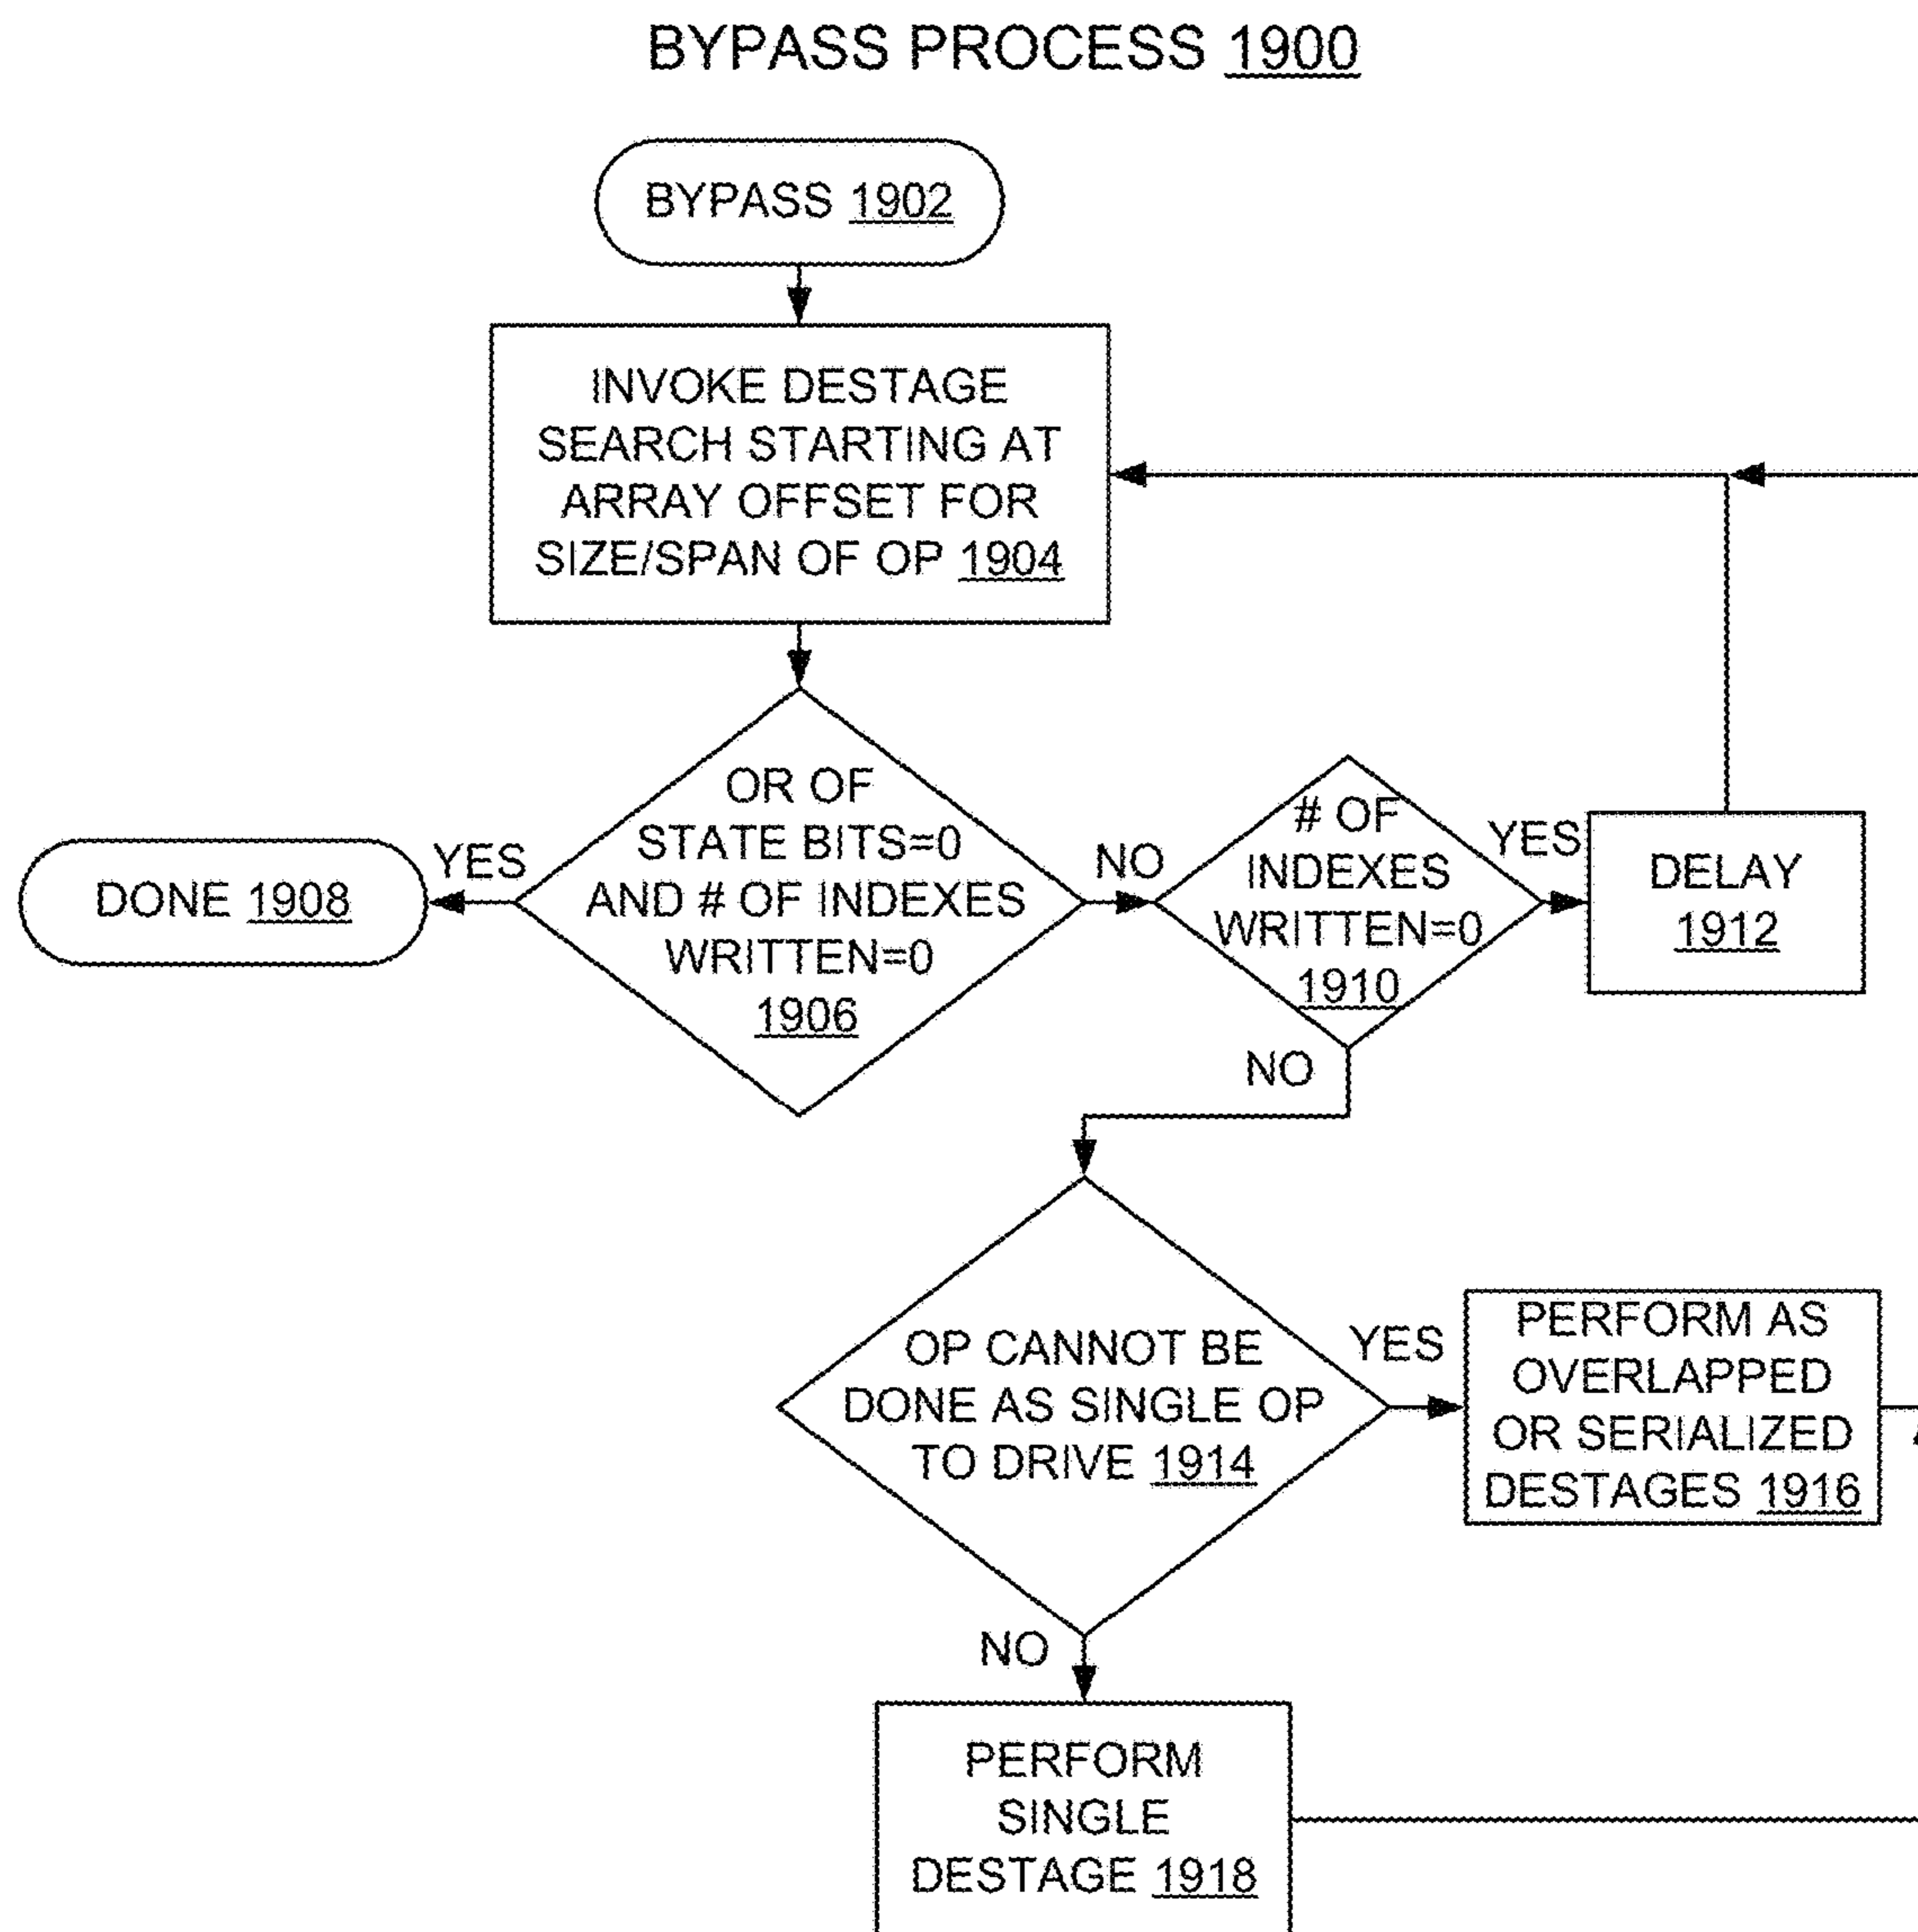 BYPASS PROCESS 1900
BYPASS 1902
INVOKE DESTAGE
SEARCH STARTING AT
ARRAY OFFSET FOR
SIZE/SPAN OF OP 1904
OR OF
STATE BITS=0
AND # OF INDEXES
WRITTEN=0
1906
YES
DONE 1908
NO
# OF
INDEXES
WRITTEN=0
1910
YES
DELAY
1912
NO
OP CANNOT BE
DONE AS SINGLE OP
TO DRIVE 1914
YES
PERFORM AS
OVERLAPPED
OR SERIALIZED
DESTAGES 1916
NO
PERFORM
SINGLE
DESTAGE 1918